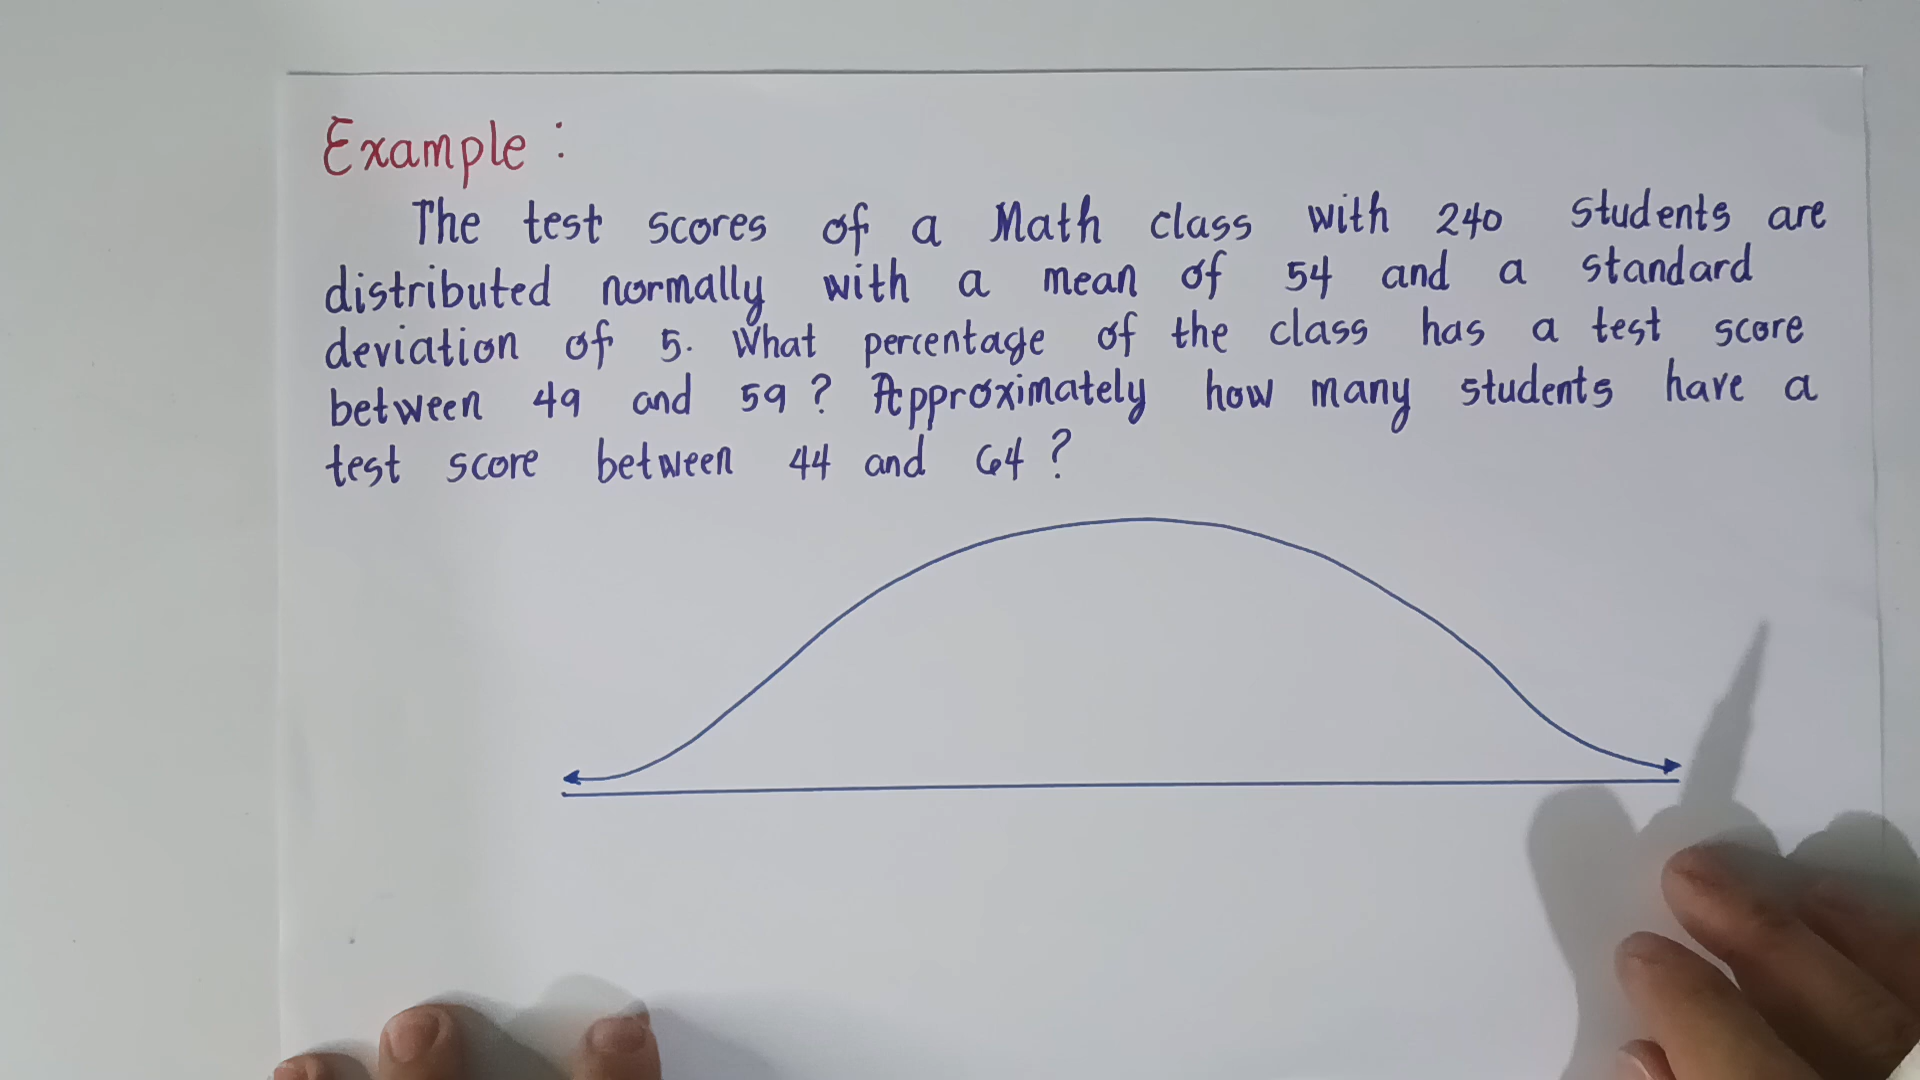 Example :
The test scores of a Math class with 240 students are
distributed normally with a mean of 54 and a standard
deviation of 5. What percentage of the class has a test score
between 49 and 59 ? Approximately how many students have a
test score between 44 and 64 ?